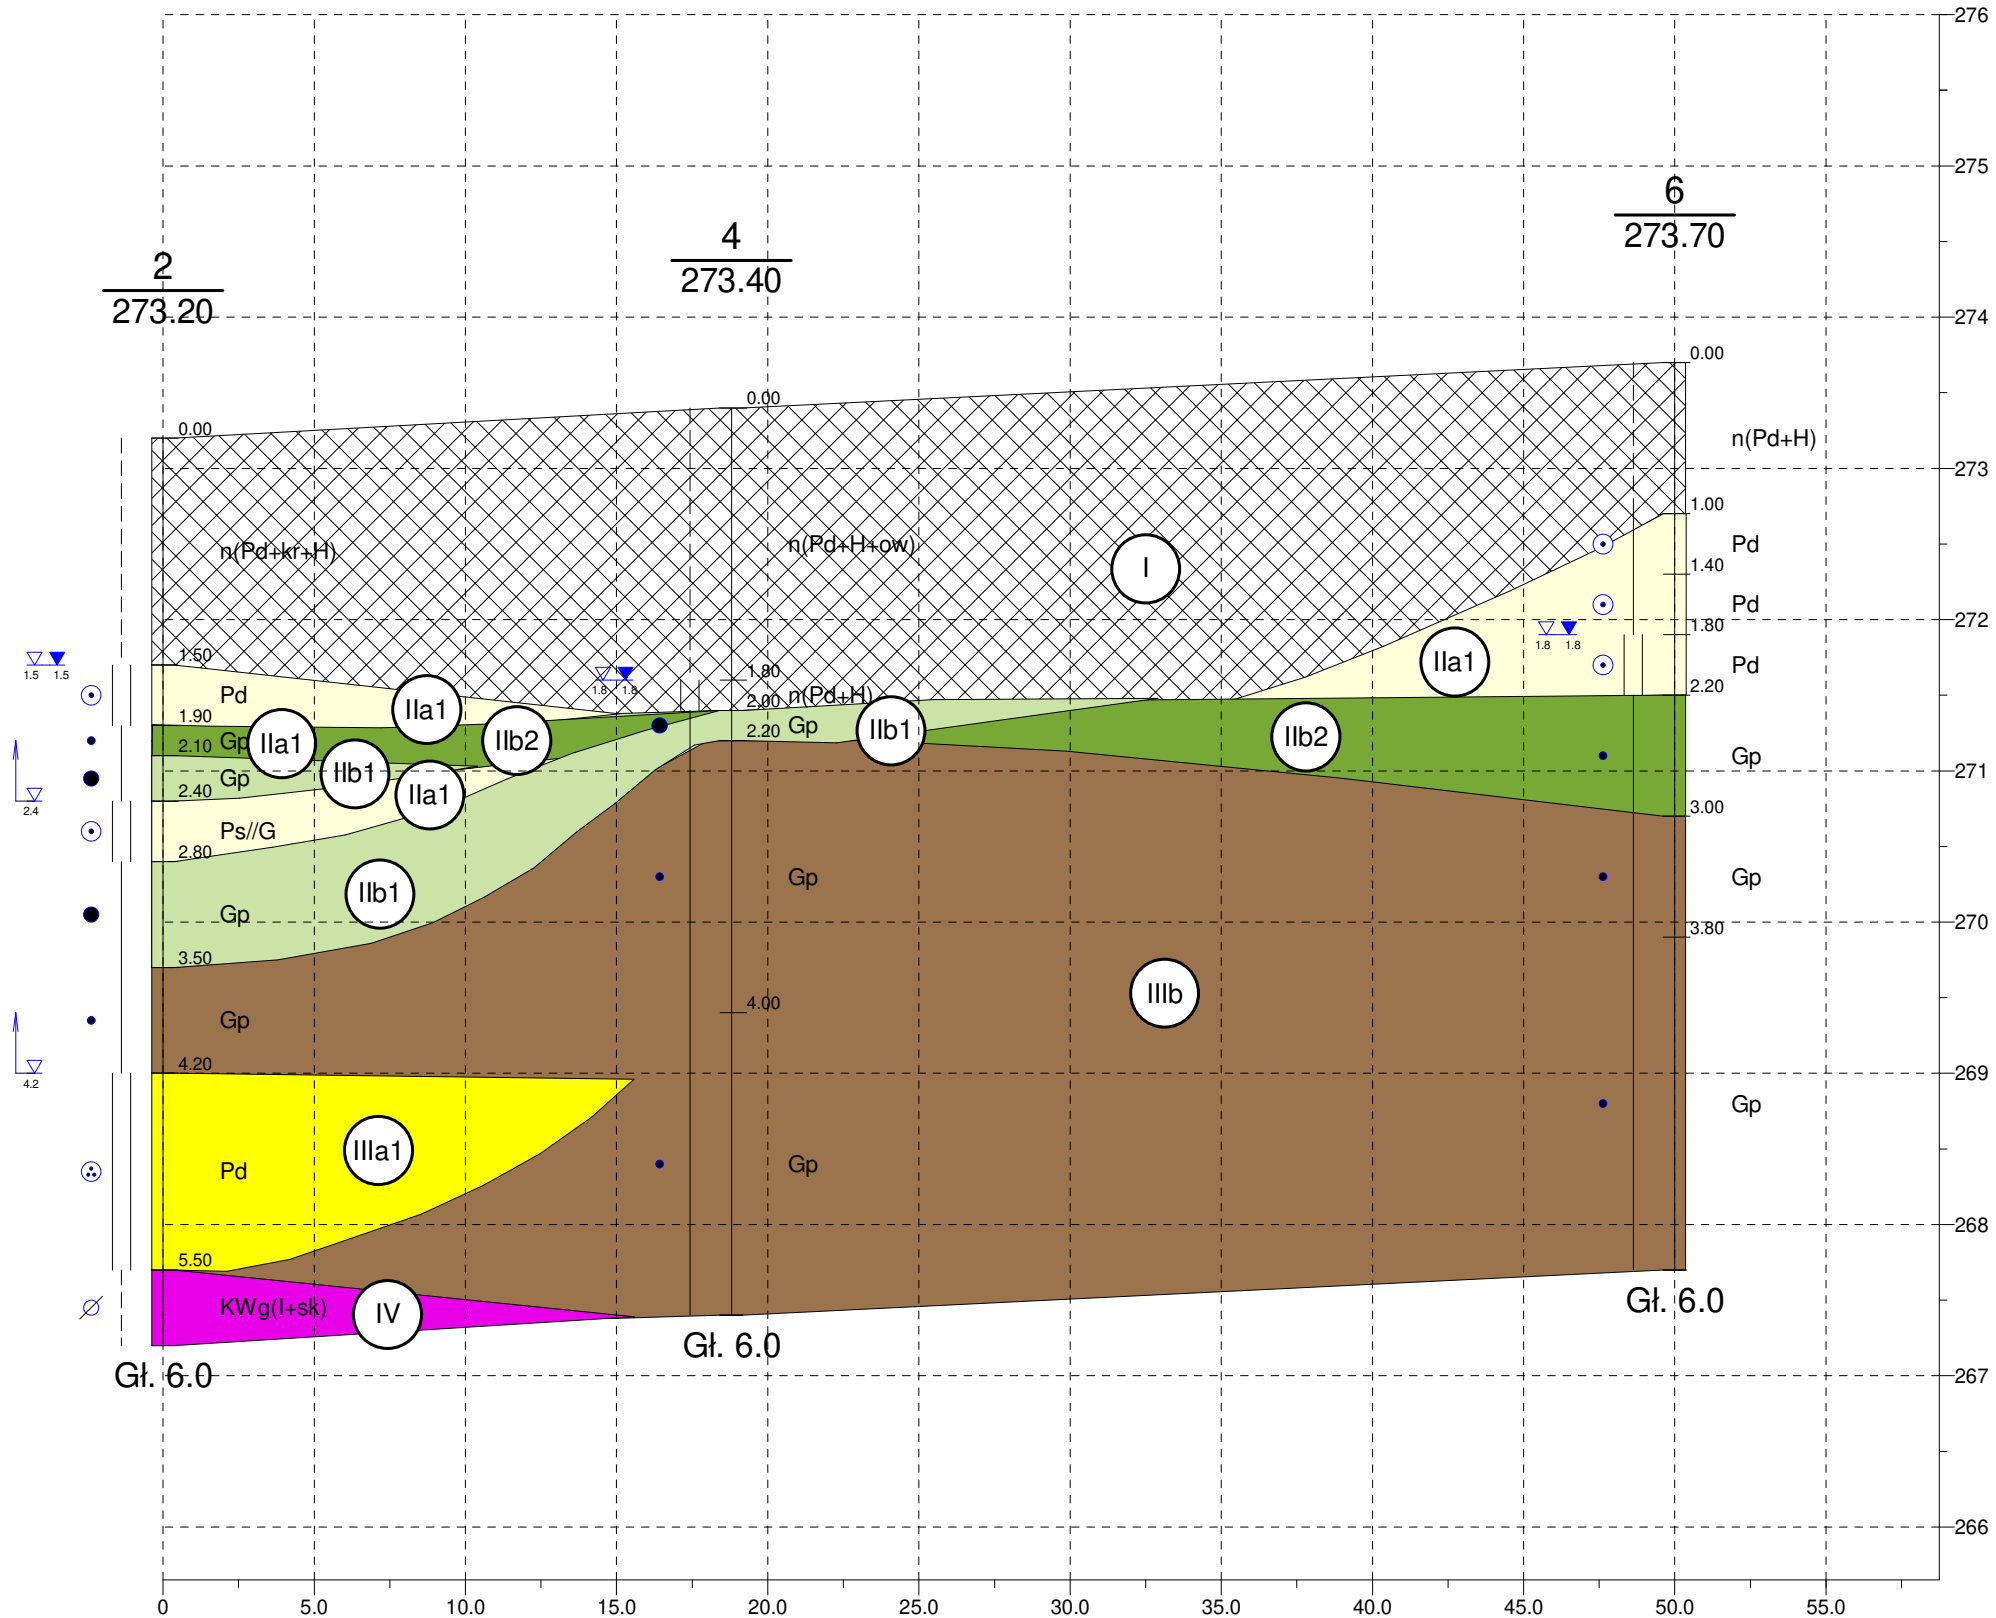 276
275
6
273.70
4
273.40
2
273.20
274
0.00
0.00
0.00
n(Pd+H)
273
1.00
n(Pd+kr+H)
n(Pd+H+ow)
I
Pd
1.40
Pd
272
1.80
1.50
1.5 1.5
1.8 1.8
IIa1
Pd
1.80
1.8 1.8
Pd
IIa1
n(Pd+H)
2.00
2.20
1.90
Gp
IIa1
IIb2
Gp
IIb1
IIb2
2.20
2.10
IIb1
Gp
271
Gp
2.40
2.4
IIa1
3.00
Ps//G
2.80
Gp
Gp
IIb1
Gp
270
3.80
3.50
IIIb
4.00
Gp
4.20
4.2
269
Gp
IIIa1
Pd
Gp
268
5.50
KWg(I+sk)
IV
Gł. 6.0
Gł. 6.0
Gł. 6.0
267
266
0 5.0 10.0 15.0 20.0 25.0 30.0 35.0 40.0 45.0 50.0 55.0